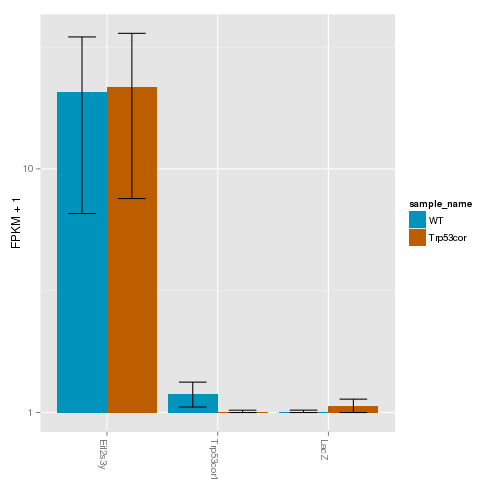 FPKM + 1
10
1
Eif2s3y
Trp53cor1
LacZ
sample_name
WT
Trp53cor